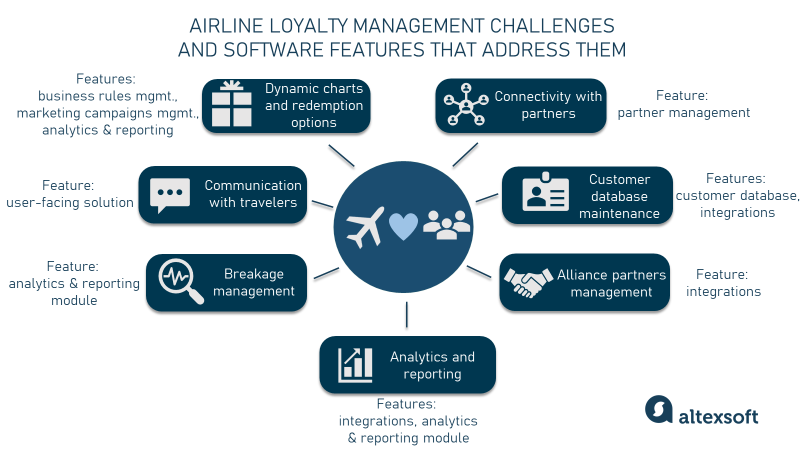 AIRLINE LOYALTY MANAGEMENT CHALLENGES
AND SOFTWARE FEATURES THAT ADDRESS THEM
Features:
business rules mgmt.,
marketing campaigns mgmt.,
analytics & reporting
Dynamic charts
and redemption
options
Connectivity with
partners
Feature:
partner management
Feature:
user-facing solution
Communication
with travelers
Customer
database
maintenance
Features:
customer database,
integrations
Feature:
analytics & reporting
module
Breakage
management
Alliance partners
management
Feature:
integrations
Analytics and
reporting
Features:
integrations, analytics
& reporting module
altexsoft